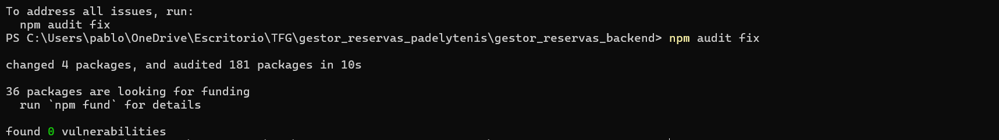 To address all issues, run:
  npm audit fix
PS C:\Users\pablo\OneDrive\Escritorio\TFG\gestor_reservas_padelytenis\gestor_reservas_backend> npm audit fix
changed 4 packages, and audited 181 packages in 10s
36 packages are looking for funding
  run `npm fund` for details
found 0 vulnerabilities